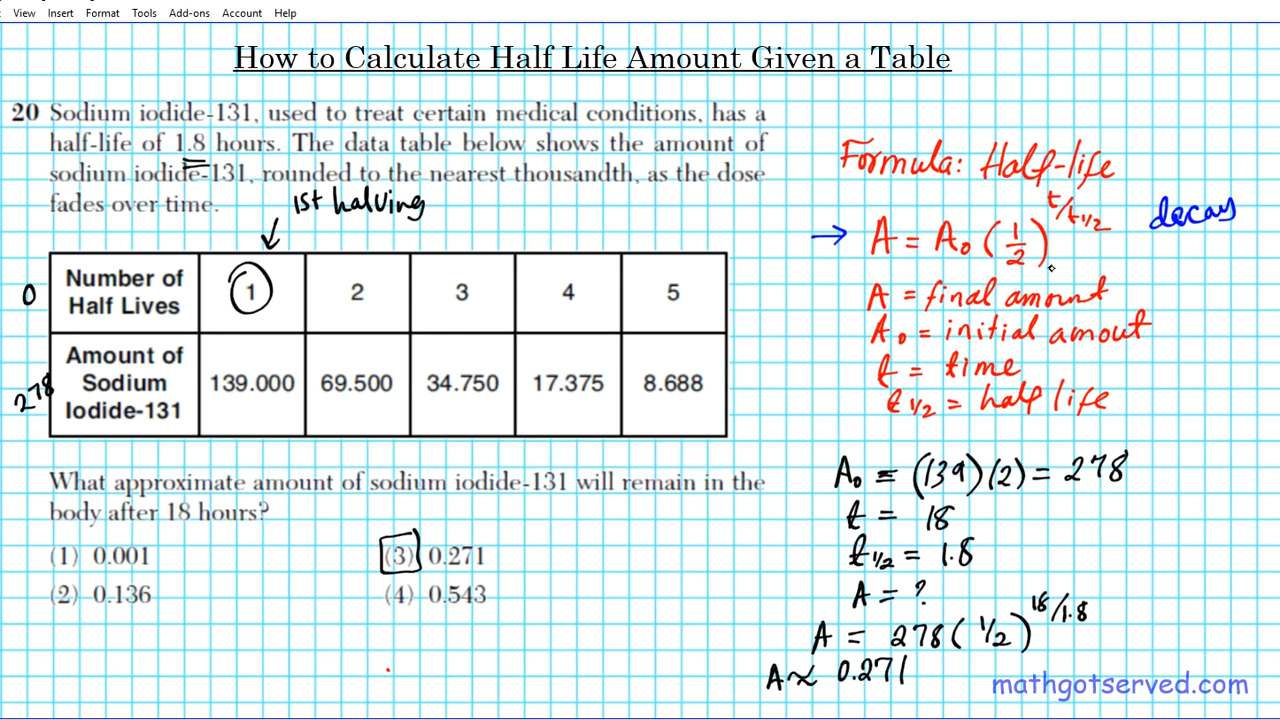 View Insert Format Tools Add-ons Account Help
How to Calculate Half Life Amount Given a Table
20 Sodium iodide-131, used to treat certain medical conditions, has a
half-life of 1.8 hours. The data table below shows the amount of
sodium iodide-131, rounded to the nearest thousandth, as the dose
fades over time.
1st halving
0 Number of Half Lives 1 2 3 4 5
278 Amount of Sodium Iodide-131 139.000 69.500 34.750 17.375 8.688
What approximate amount of sodium iodide-131 will remain in the
body after 18 hours?
(1) 0.001 (3) 0.271
(2) 0.136 (4) 0.543
Formula: Half-life
→ A = A₀ (1/2)^t/t1/2 decay
A = final amount
A₀ = initial amout
t = time
t 1/2 = half life
A₀ = (139)(2) = 278
t = 18
t 1/2 = 1.8
A = ?
A = 278 (1/2)^18/1.8
A ≈ 0.271
mathgotserved.com